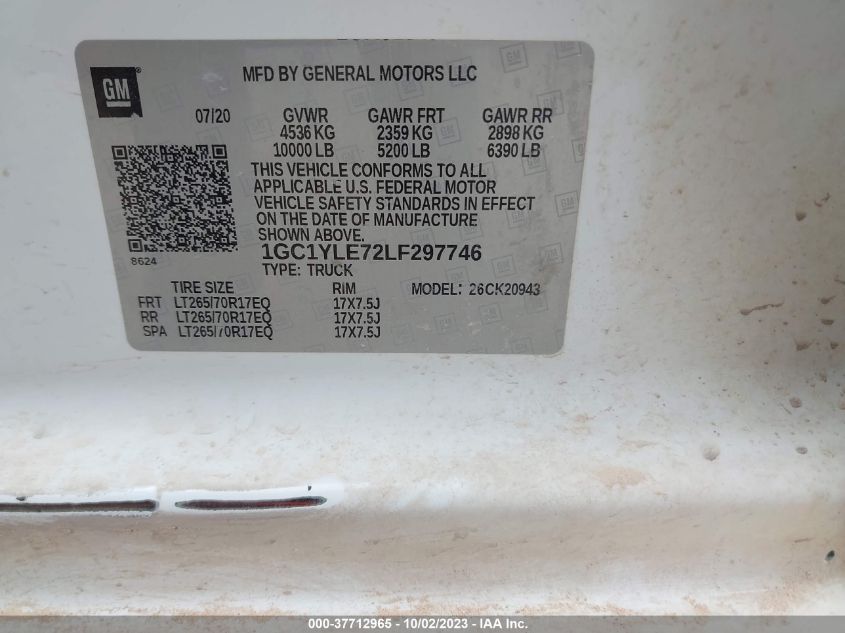 GM
MFD BY GENERAL MOTORS LLC
07/20 GVWR GAWR FRT GAWR RR
4536 KG 2359 KG 2898 KG
10000 LB 5200 LB 6390 LB
THIS VEHICLE CONFORMS TO ALL
APPLICABLE U.S. FEDERAL MOTOR
VEHICLE SAFETY STANDARDS IN EFFECT
ON THE DATE OF MANUFACTURE
SHOWN ABOVE.
8624
1GC1YLE72LF297746
TYPE: TRUCK
TIRE SIZE RIM MODEL: 26CK20943
FRT LT265/70R17EQ 17X7.5J
RR LT265/70R17EQ 17X7.5J
SPA LT265/70R17EQ 17X7.5J
000-37712965 - 10/02/2023 - IAA Inc.